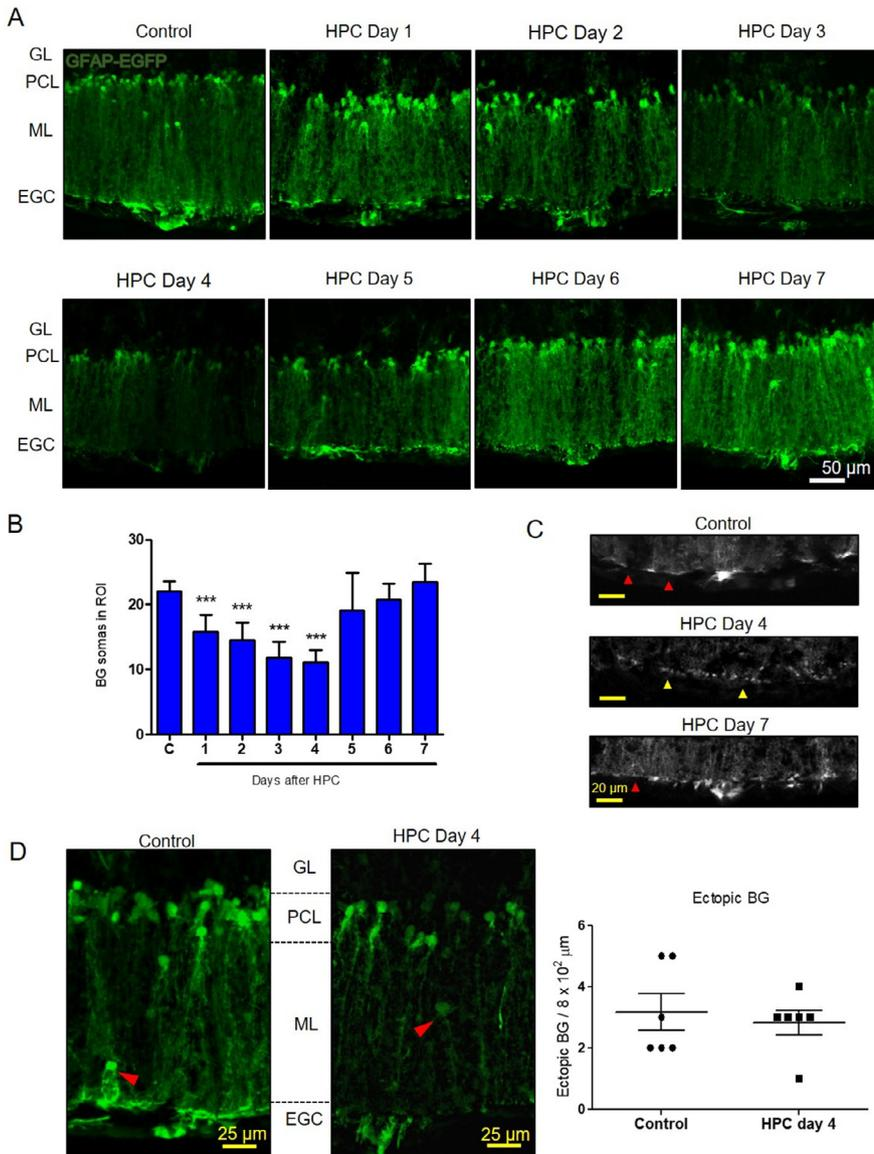 A
Control HPC Day 1 HPC Day 2 HPC Day 3
GL
GFAP-EGFP
PCL
ML
EGC
HPC Day 4 HPC Day 5 HPC Day 6 HPC Day 7
GL
PCL
ML
EGC
50 µm
B
30
20
10
0
BG somas in ROI
*** *** *** ***
C 1 2 3 4 5 6 7
Days after HPC
C
Control
HPC Day 4
HPC Day 7
20 µm
D
Control HPC Day 4
GL
PCL
ML
EGC
25 µm 25 µm
Ectopic BG
Ectopic BG / 8 x 10² µm
6
4
2
0
Control HPC day 4